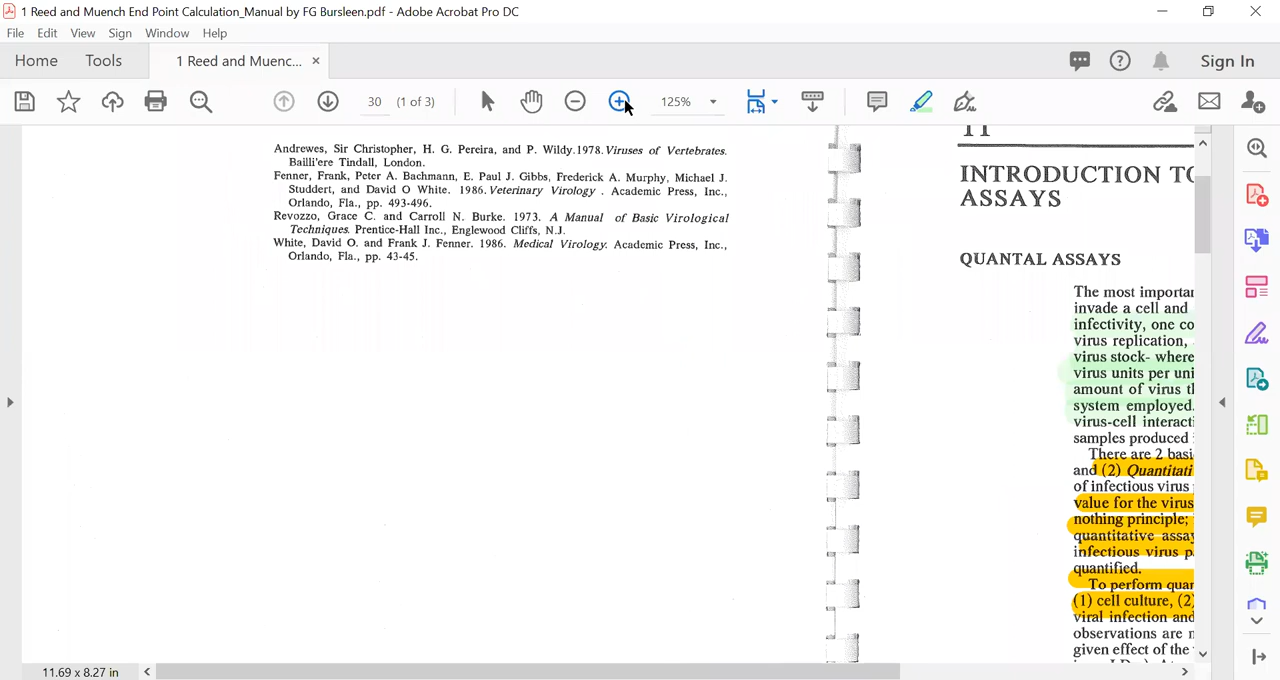 1 Reed and Muench End Point Calculation_Manual by FG Bursleen.pdf - Adobe Acrobat Pro DC
File Edit View Sign Window Help
Home Tools 1 Reed and Muenc... × Sign In
30 (1 of 3) 125%
Andrewes, Sir Christopher, H. G. Pereira, and P. Wildy.1978.Viruses of Vertebrates.
Bailli'ere Tindall, London.
Fenner, Frank, Peter A. Bachmann, E. Paul J. Gibbs, Frederick A. Murphy, Michael J.
Studdert, and David O White. 1986.Veterinary Virology . Academic Press, Inc.,
Orlando, Fla., pp. 493-496.
Revozzo, Grace C. and Carroll N. Burke. 1973. A Manual of Basic Virological
Techniques. Prentice-Hall Inc., Englewood Cliffs, N.J.
White, David O. and Frank J. Fenner. 1986. Medical Virology. Academic Press, Inc.,
Orlando, Fla., pp. 43-45.
INTRODUCTION TO
ASSAYS
QUANTAL ASSAYS
The most importan
invade a cell and
infectivity, one co
virus replication,
virus stock- where
virus units per uni
amount of virus th
system employed.
virus-cell interacti
samples produced
There are 2 basi
and (2) Quantitati
of infectious virus
value for the virus
nothing principle;
quantitative assay
infectious virus p
quantified.
To perform quan
(1) cell culture, (2)
viral infection and
observations are n
given effect of the
11.69 x 8.27 in